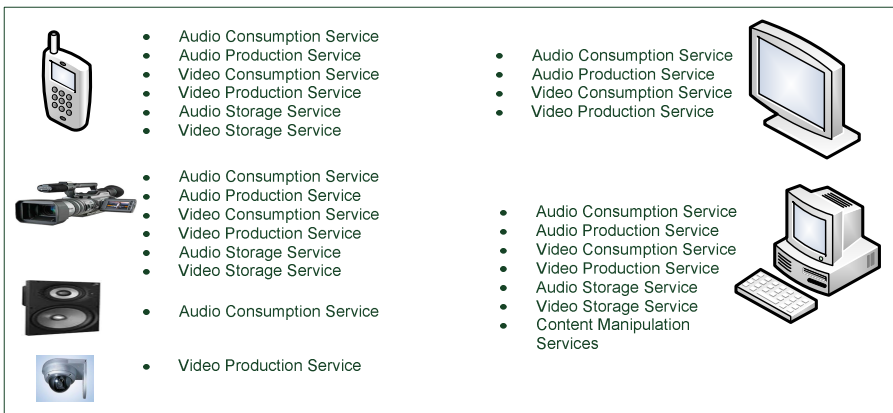 • Audio Consumption Service
• Audio Production Service
• Video Consumption Service
• Video Production Service
• Audio Storage Service
• Video Storage Service
• Audio Consumption Service
• Audio Production Service
• Video Consumption Service
• Video Production Service
• Audio Storage Service
• Video Storage Service
• Audio Consumption Service
• Video Production Service
• Audio Consumption Service
• Audio Production Service
• Video Consumption Service
• Video Production Service
• Audio Consumption Service
• Audio Production Service
• Video Consumption Service
• Video Production Service
• Audio Storage Service
• Video Storage Service
• Content Manipulation
Services